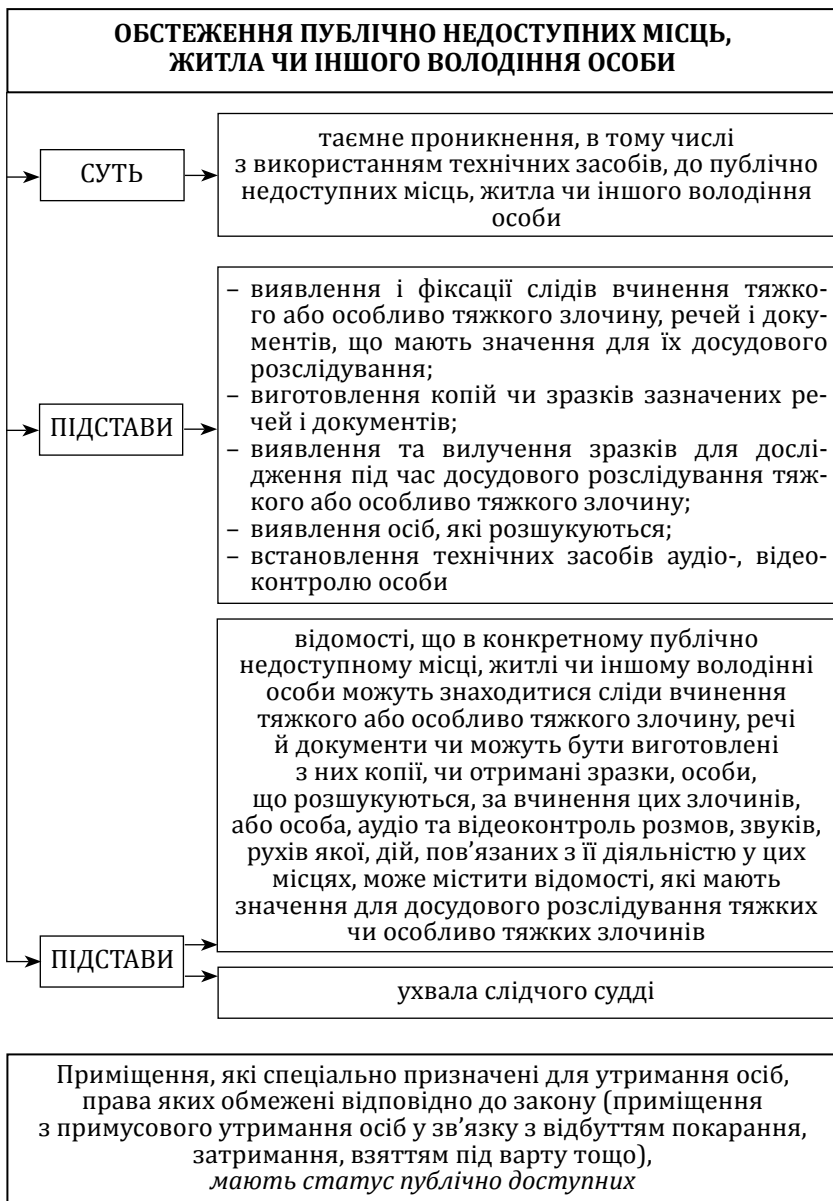 ОБСТЕЖЕННЯ ПУБЛІЧНО НЕДОСТУПНИХ МІСЦЬ,
ЖИТЛА ЧИ ІНШОГО ВОЛОДІННЯ ОСОБИ
СУТЬ
таємне проникнення, в тому числі
з використанням технічних засобів, до публічно
недоступних місць, житла чи іншого володіння
особи
ПІДСТАВИ
– виявлення і фіксації слідів вчинення тяжко-
го або особливо тяжкого злочину, речей і доку-
ментів, що мають значення для їх досудового
розслідування;
– виготовлення копій чи зразків зазначених ре-
чей і документів;
– виявлення та вилучення зразків для дослі-
дження під час досудового розслідування тяж-
кого або особливо тяжкого злочину;
– виявлення осіб, які розшукуються;
– встановлення технічних засобів аудіо-, відео-
контролю особи
ПІДСТАВИ
відомості, що в конкретному публічно
недоступному місці, житлі чи іншому володінні
особи можуть знаходитися сліди вчинення
тяжкого або особливо тяжкого злочину, речі
й документи чи можуть бути виготовлені
з них копії, чи отримані зразки, особи,
що розшукуються, за вчинення цих злочинів,
або особа, аудіо та відеоконтроль розмов, звуків,
рухів якої, дій, пов’язаних з її діяльністю у цих
місцях, може містити відомості, які мають
значення для досудового розслідування тяжких
чи особливо тяжких злочинів
ухвала слідчого судді
Приміщення, які спеціально призначені для утримання осіб,
права яких обмежені відповідно до закону (приміщення
з примусового утримання осіб у зв’язку з відбуттям покарання,
затримання, взяттям під варту тощо),
мають статус публічно доступних